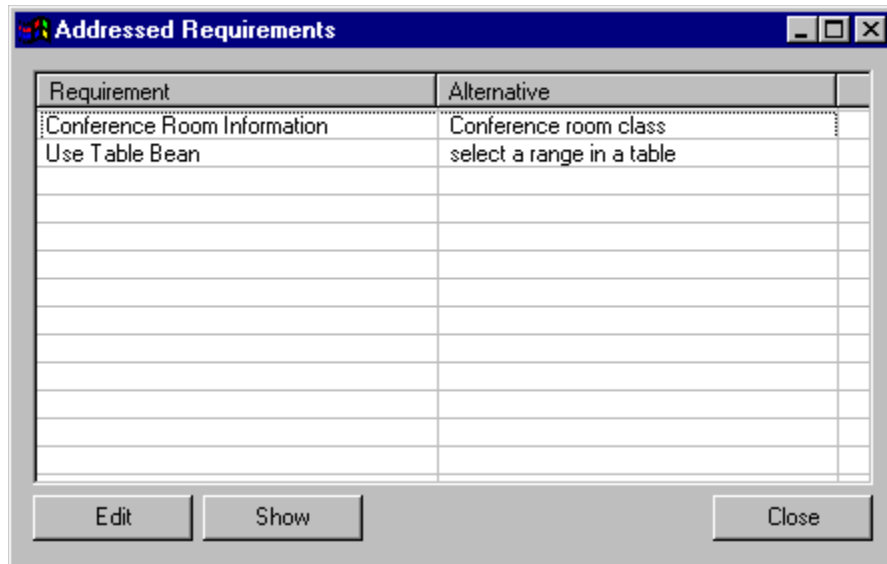 Addressed Requirements
Requirement Alternative
Conference Room Information Conference room class
Use Table Bean select a range in a table
Edit Show Close